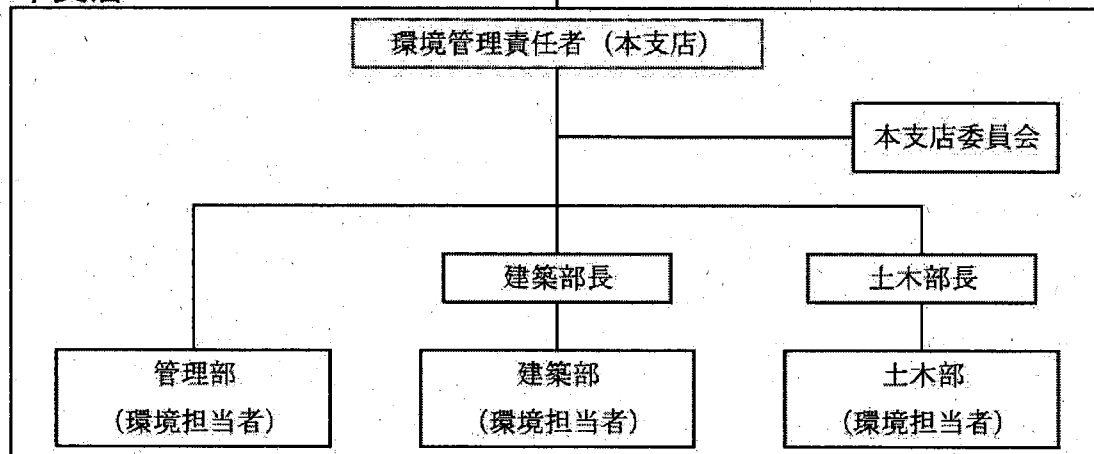 環境管理責任者（本支店）
本支店委員会
建築部長
土木部長
管理部
（環境担当者）
建築部
（環境担当者）
土木部
（環境担当者）